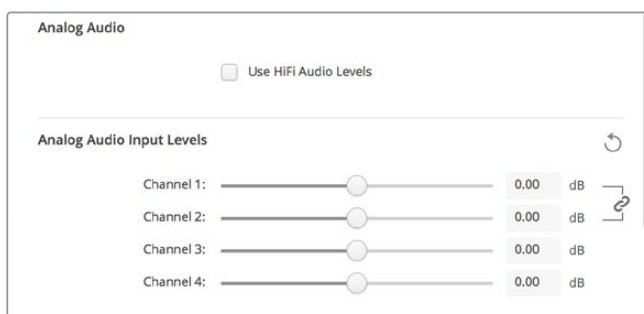 Analog Audio
Use HiFi Audio Levels
Analog Audio Input Levels
Channel 1: 0.00 dB
Channel 2: 0.00 dB
Channel 3: 0.00 dB
Channel 4: 0.00 dB